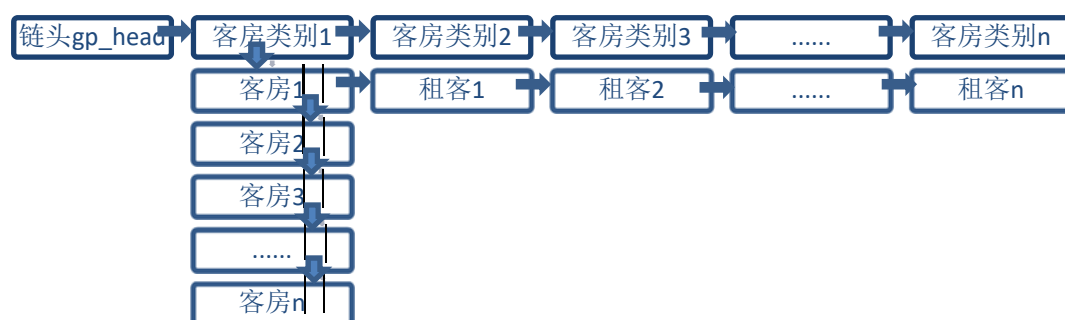 链头gp_head 客房类别1 客房类别2 客房类别3 ...... 客房类别n
客房1 租客1 租客2 ...... 租客n
客房2
客房3
......
客房n